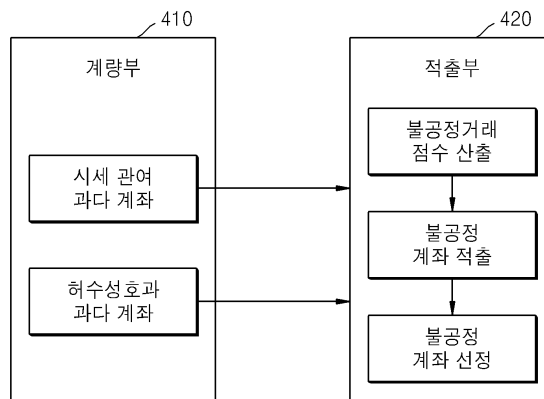 410
계량부
시세 관여
과다 계좌
허수성호과
과다 계좌
420
적출부
불공정거래
점수 산출
불공정
계좌 적출
불공정
계좌 선정